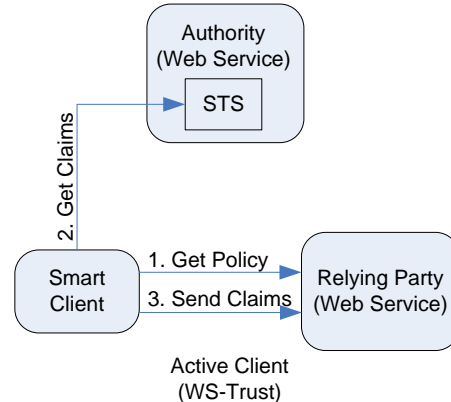 Authority
(Web Service)
STS
2. Get Claims
Smart
Client
1. Get Policy
3. Send Claims
Relying Party
(Web Service)
Active Client
(WS-Trust)